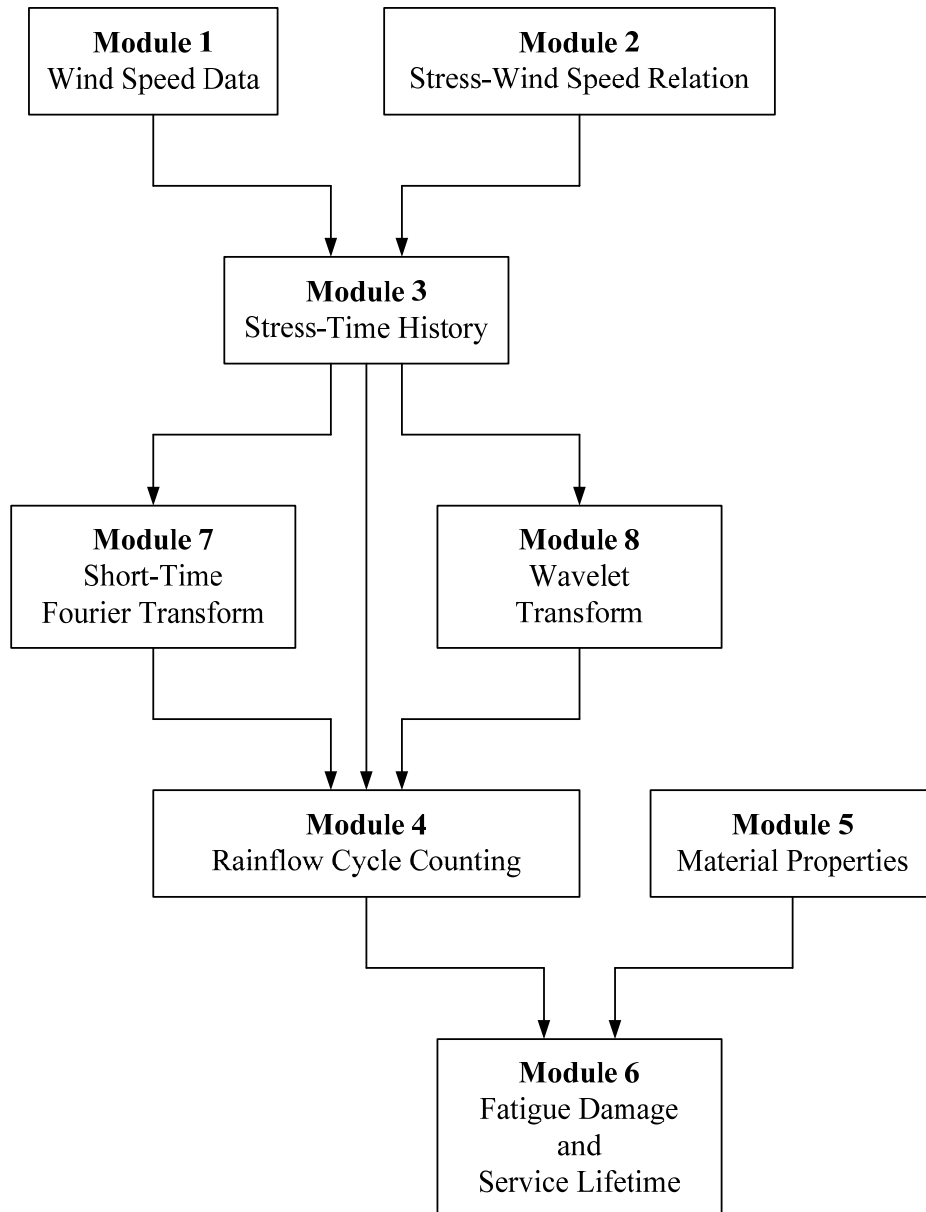 Module 1
Wind Speed Data
Module 2
Stress-Wind Speed Relation
Module 3
Stress-Time History
Module 7
Short-Time
Fourier Transform
Module 8
Wavelet
Transform
Module 4
Rainflow Cycle Counting
Module 5
Material Properties
Module 6
Fatigue Damage
and
Service Lifetime